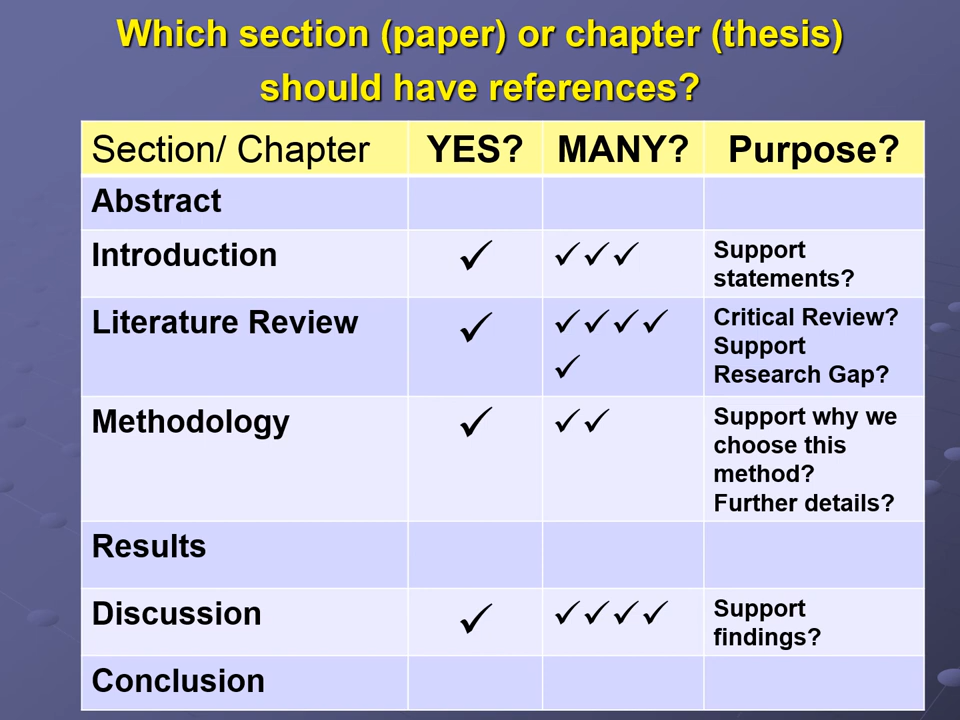 Which section (paper) or chapter (thesis)
should have references?
Section/ Chapter YES? MANY? Purpose?
Abstract
Introduction ✓ ✓✓✓ Support
statements?
Literature Review ✓ ✓✓✓✓ Critical Review?
✓ Support
Research Gap?
Methodology ✓ ✓✓ Support why we
choose this
method?
Further details?
Results
Discussion ✓ ✓✓✓✓ Support
findings?
Conclusion